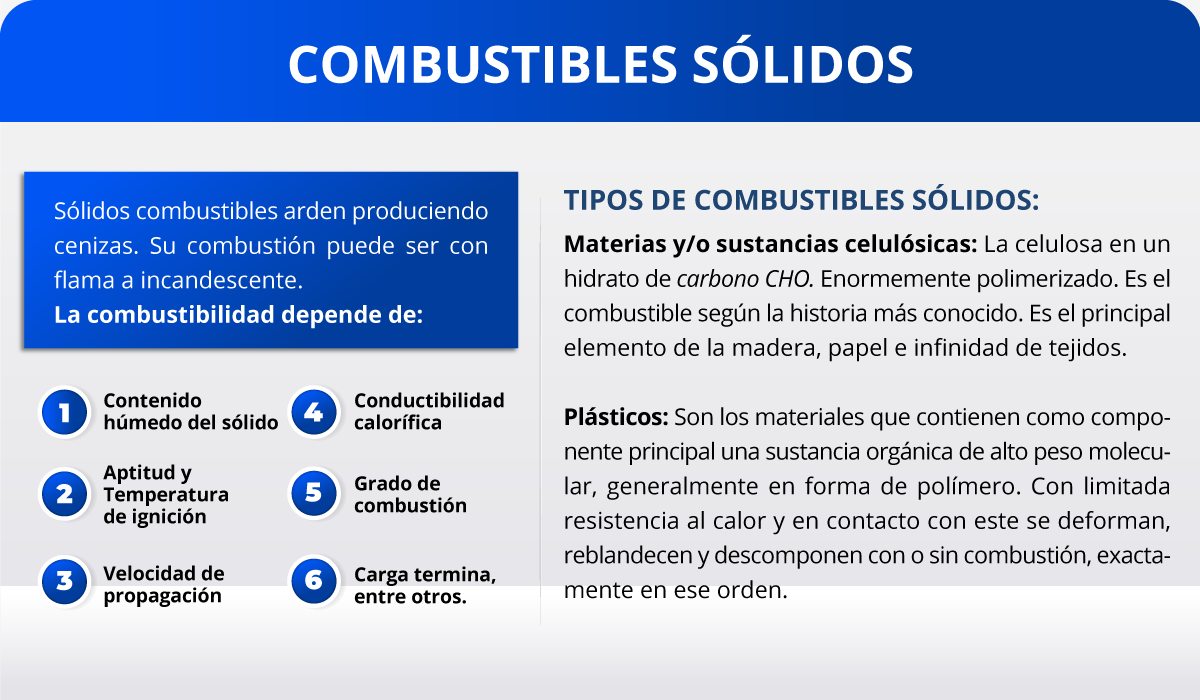 COMBUSTIBLES SÓLIDOS
Sólidos combustibles arden produciendo
cenizas. Su combustión puede ser con
flama a incandescente.
La combustibilidad depende de:
1
Contenido
húmedo del sólido
2
Aptitud y
Temperatura
de ignición
3
Velocidad de
propagación
4
Conductibilidad
calorífica
5
Grado de
combustión
6
Carga termina,
entre otros.
TIPOS DE COMBUSTIBLES SÓLIDOS:
Materias y/o sustancias celulósicas: La celulosa en un
hidrato de carbono CHO. Enormemente polimerizado. Es el
combustible según la historia más conocido. Es el principal
elemento de la madera, papel e infinidad de tejidos.
Plásticos: Son los materiales que contienen como compo-
nente principal una sustancia orgánica de alto peso molecu-
lar, generalmente en forma de polímero. Con limitada
resistencia al calor y en contacto con este se deforman,
reblandecen y descomponen con o sin combustión, exacta-
mente en ese orden.